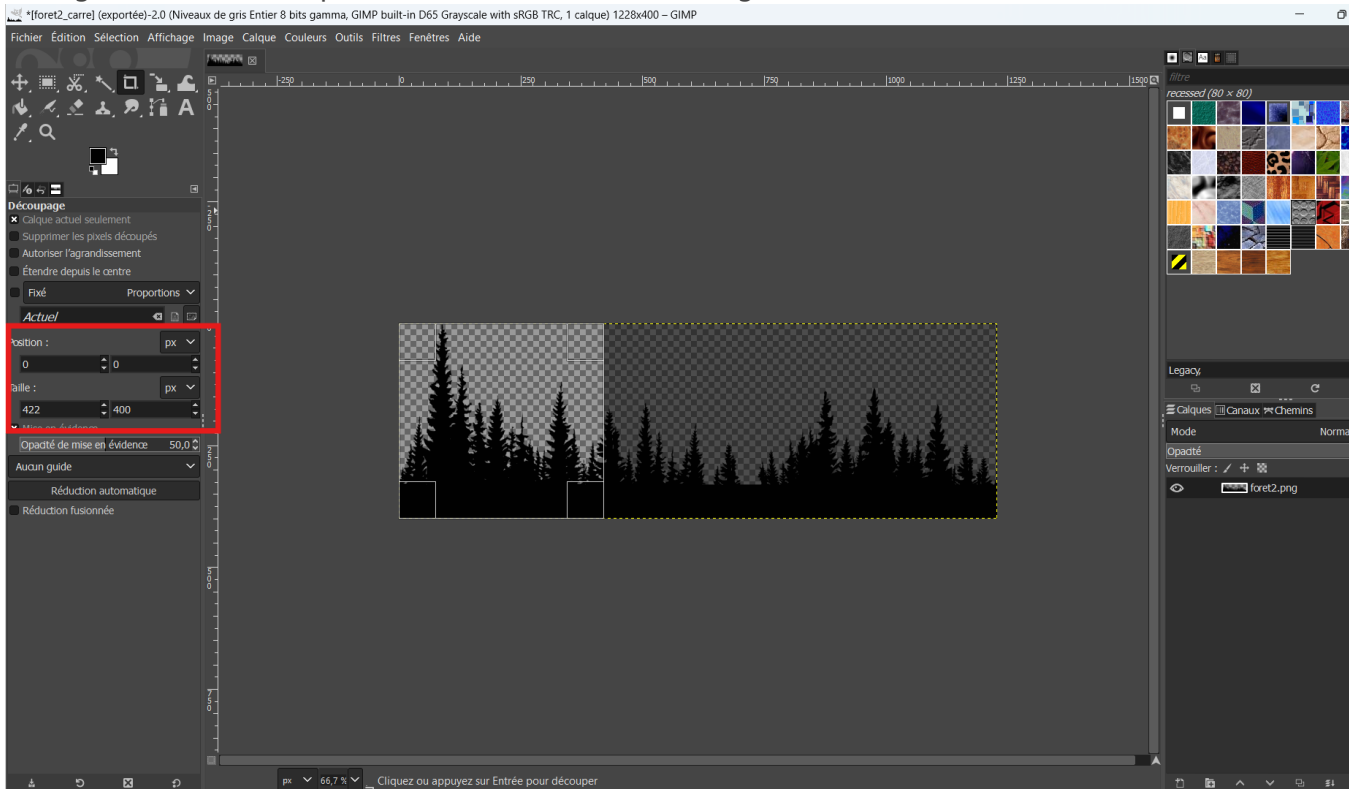 *[foret2_carre] (exportée)-2.0 (Niveaux de gris Entier 8 bits gamma, GIMP built-in D65 Grayscale with sRGB TRC, 1 calque) 1228x400 – GIMP
Fichier Édition Sélection Affichage Image Calque Couleurs Outils Filtres Fenêtres Aide
-250 0 250 500 750 1000 1250 1500
filtre
recessed (80 × 80)
Découpage
Calque actuel seulement
Supprimer les pixels découpés
Autoriser l'agrandissement
Étendre depuis le centre
Fixé Proportions
Actuel
Position : px
0 0
Taille : px
422 400
Mise en évidence
Opacité de mise en évidence 50,0
Aucun guide
Réduction automatique
Réduction fusionnée
Legacy,
Calques Canaux Chemins
Mode Norma
Opacité
Verrouiller :
foret2.png
px 66,7 % Cliquez ou appuyez sur Entrée pour découper